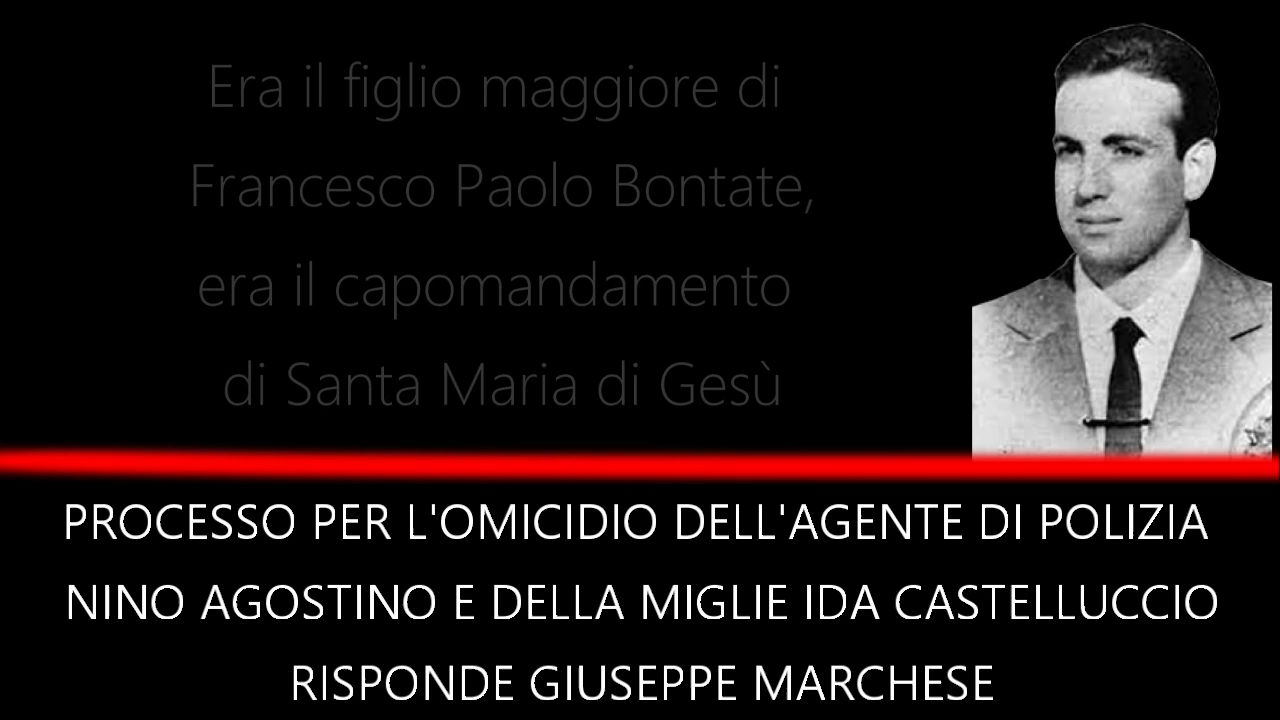 Era il figlio maggiore di
Francesco Paolo Bontate,
era il capomandamento
di Santa Maria di Gesù
PROCESSO PER L'OMICIDIO DELL'AGENTE DI POLIZIA
NINO AGOSTINO E DELLA MIGLIE IDA CASTELLUCCIO
RISPONDE GIUSEPPE MARCHESE